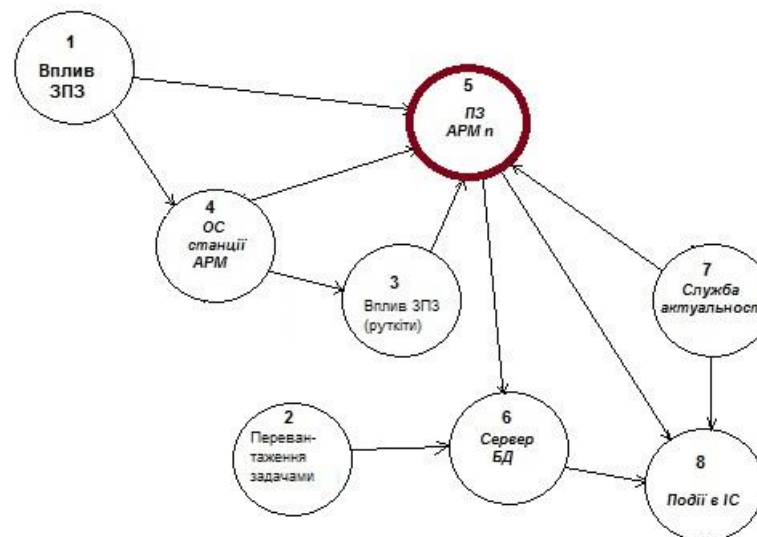 1
Вплив
ЗПЗ
5
ПЗ
АРМ n
4
ОС
станції
АРМ
3
Вплив ЗПЗ
(руткіти)
7
Служба
актуальност
2
Переван-
таження
задачами
6
Сервер
БД
8
Події в ІС